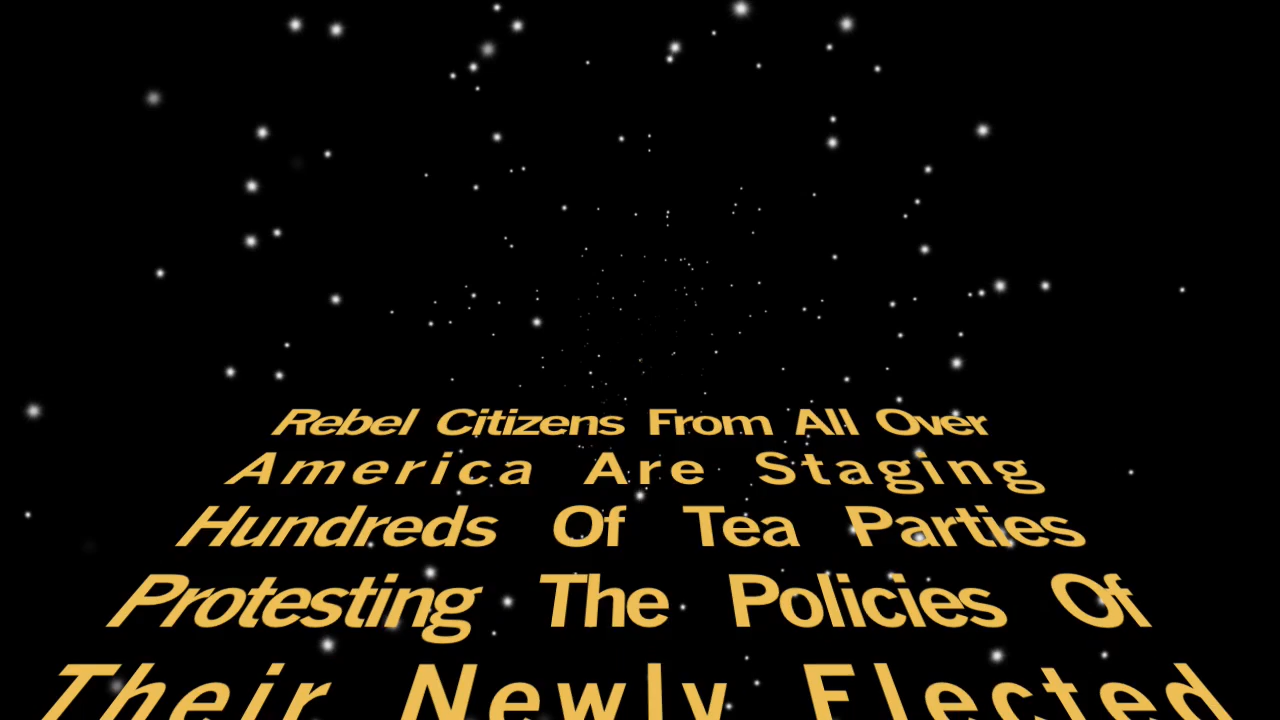 Rebel Citizens From All Over
America Are Staging
Hundreds Of Tea Parties
Protesting The Policies Of
Their Newly Elected